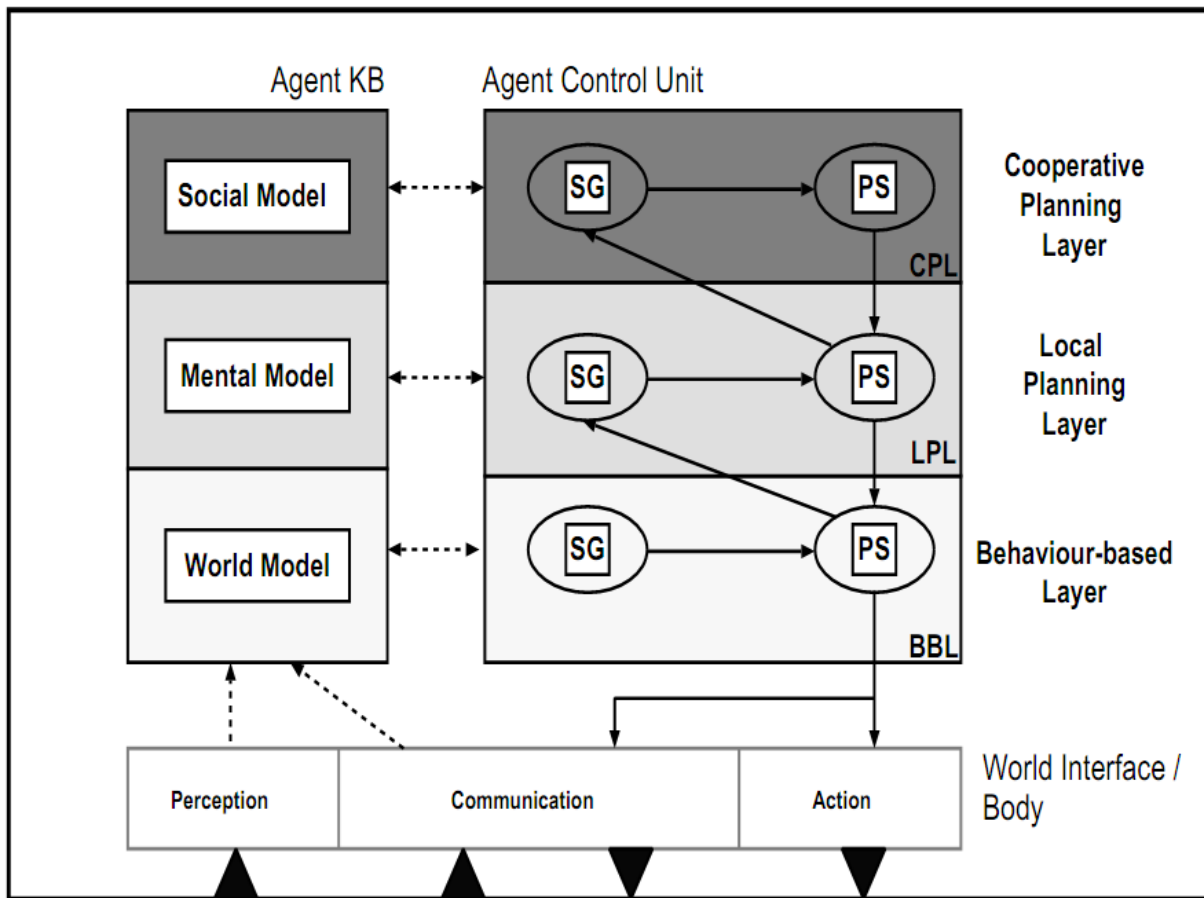 Agent KB
Agent Control Unit
Social Model
SG
PS
CPL
Cooperative
Planning
Layer
Mental Model
SG
PS
LPL
Local
Planning
Layer
World Model
SG
PS
BBL
Behaviour-based
Layer
Perception
Communication
Action
World Interface /
Body